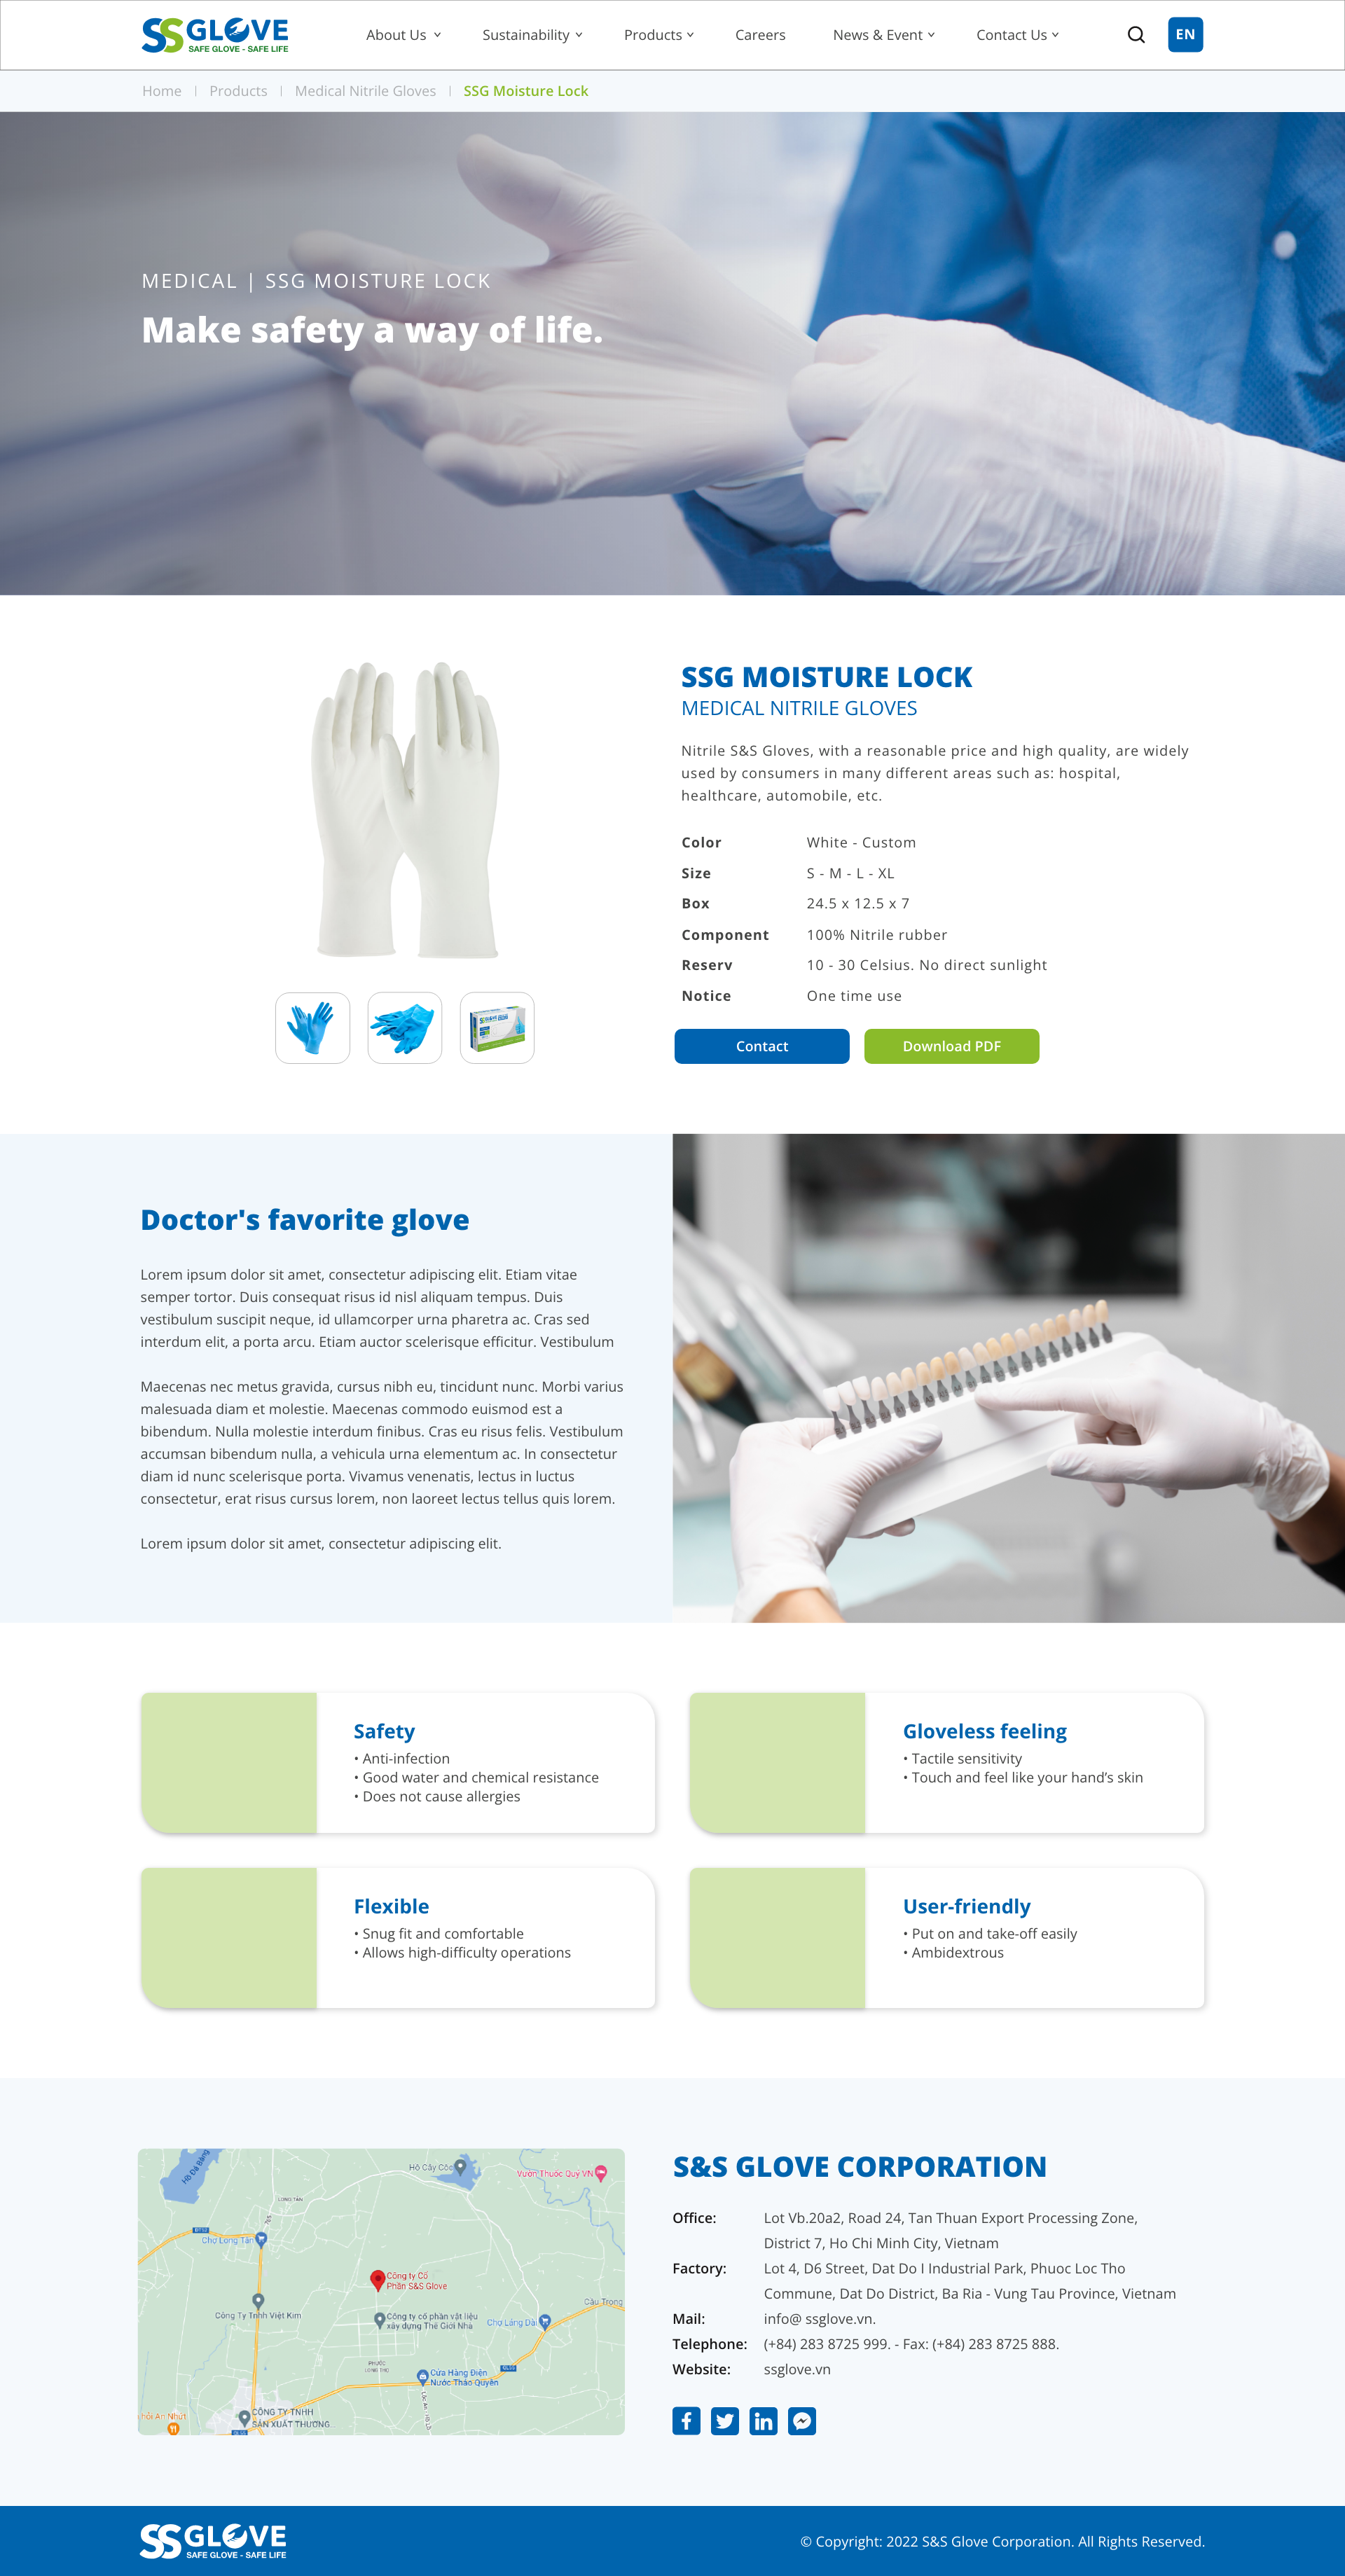 SSGLOVE
SAFE GLOVE - SAFE LIFE
About Us
Sustainability
Products
Careers
News & Event
Contact Us
EN
Home | Products | Medical Nitrile Gloves | SSG Moisture Lock
MEDICAL | SSG MOISTURE LOCK
Make safety a way of life.
SSG MOISTURE LOCK
MEDICAL NITRILE GLOVES
Nitrile S&S Gloves, with a reasonable price and high quality, are widely
used by consumers in many different areas such as: hospital,
healthcare, automobile, etc.
Color White - Custom
Size S - M - L - XL
Box 24.5 x 12.5 x 7
Component 100% Nitrile rubber
Reserv 10 - 30 Celsius. No direct sunlight
Notice One time use
Contact
Download PDF
Doctor's favorite glove
Lorem ipsum dolor sit amet, consectetur adipiscing elit. Etiam vitae
semper tortor. Duis consequat risus id nisl aliquam tempus. Duis
vestibulum suscipit neque, id ullamcorper urna pharetra ac. Cras sed
interdum elit, a porta arcu. Etiam auctor scelerisque efficitur. Vestibulum
Maecenas nec metus gravida, cursus nibh eu, tincidunt nunc. Morbi varius
malesuada diam et molestie. Maecenas commodo euismod est a
bibendum. Nulla molestie interdum finibus. Cras eu risus felis. Vestibulum
accumsan bibendum nulla, a vehicula urna elementum ac. In consectetur
diam id nunc scelerisque porta. Vivamus venenatis, lectus in luctus
consectetur, erat risus cursus lorem, non laoreet lectus tellus quis lorem.
Lorem ipsum dolor sit amet, consectetur adipiscing elit.
Safety
• Anti-infection
• Good water and chemical resistance
• Does not cause allergies
Gloveless feeling
• Tactile sensitivity
• Touch and feel like your hand’s skin
Flexible
• Snug fit and comfortable
• Allows high-difficulty operations
User-friendly
• Put on and take-off easily
• Ambidextrous
Hồ Đá Bàng
Hồ Cây Cóc
Vườn Thuốc Quý VN
LONG TÂN
Chợ Long Tân
Công ty Cổ
Phần S&S Glove
Công Ty Tnhh Việt Kim
Công ty cổ phần vật liệu
xây dựng Thế Giới Nhà
Chợ Láng Dài
Cầu Trọng
PHƯỚC
LONG THỌ
Cửa Hàng Điện
Nước Thảo Quyên
CÔNG TY TNHH
SẢN XUẤT THƯƠNG...
S&S GLOVE CORPORATION
Office: Lot Vb.20a2, Road 24, Tan Thuan Export Processing Zone,
District 7, Ho Chi Minh City, Vietnam
Factory: Lot 4, D6 Street, Dat Do I Industrial Park, Phuoc Loc Tho
Commune, Dat Do District, Ba Ria - Vung Tau Province, Vietnam
Mail: info@ ssglove.vn.
Telephone: (+84) 283 8725 999. - Fax: (+84) 283 8725 888.
Website: ssglove.vn
SSGLOVE
SAFE GLOVE - SAFE LIFE
© Copyright: 2022 S&S Glove Corporation. All Rights Reserved.